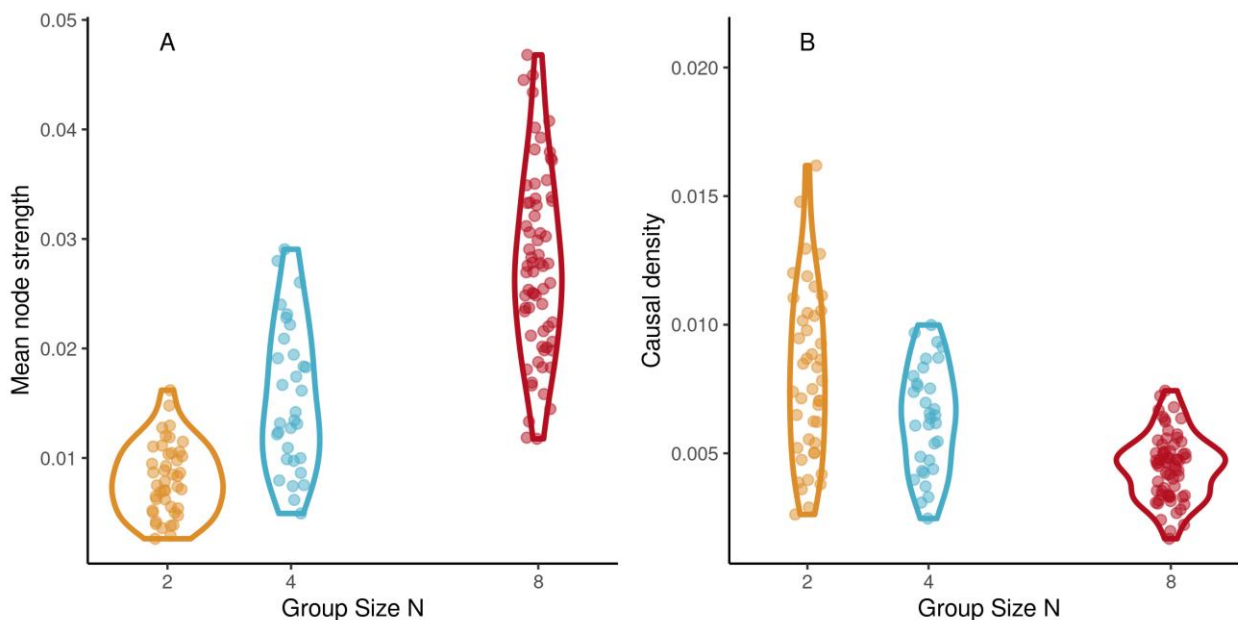 A
Mean node strength
0.05
0.04
0.03
0.02
0.01
2 4 8
Group Size N
B
Causal density
0.020
0.015
0.010
0.005
2 4 8
Group Size N